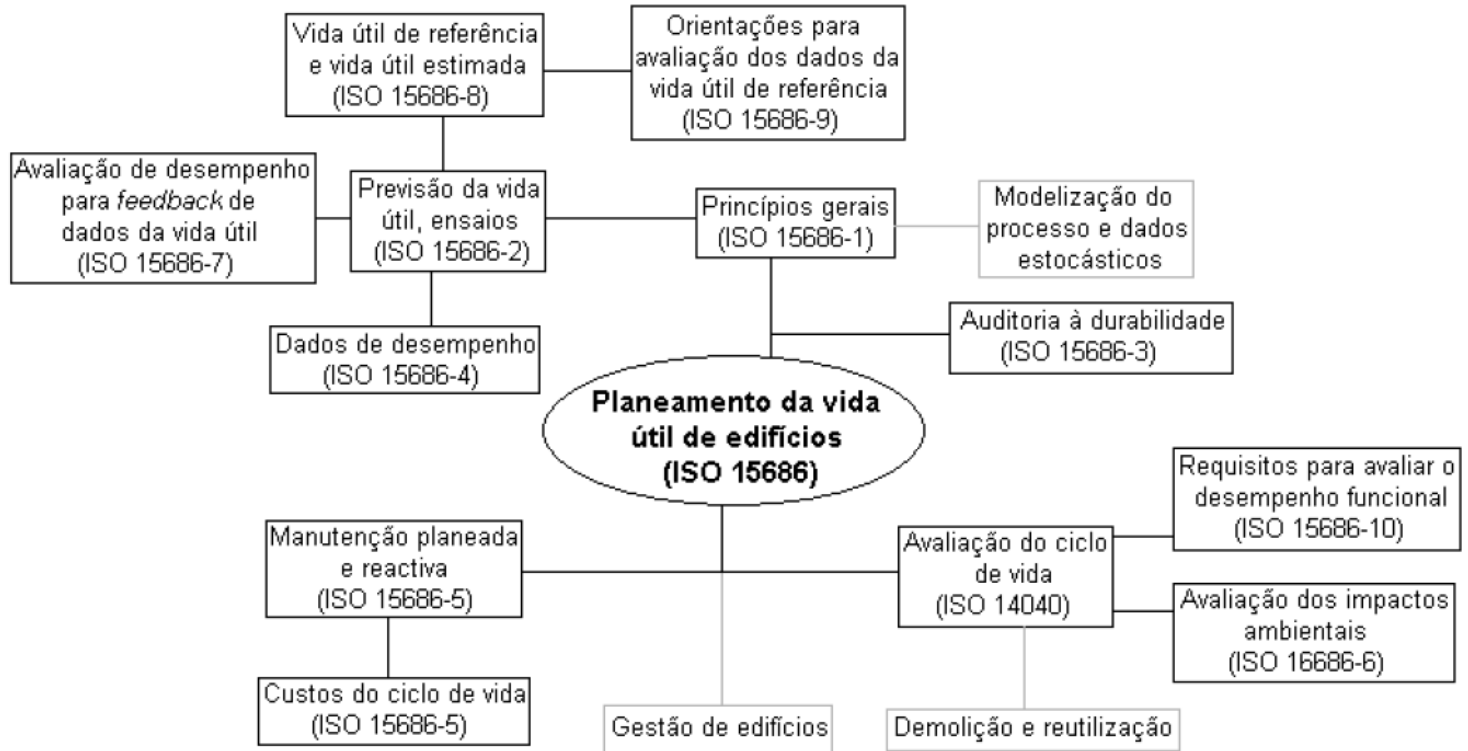 Vida útil de referência
e vida útil estimada
(ISO 15686-8)
Orientações para
avaliação dos dados da
vida útil de referência
(ISO 15686-9)
Avaliação de desempenho
para feedback de
dados da vida útil
(ISO 15686-7)
Previsão da vida
útil, ensaios
(ISO 15686-2)
Princípios gerais
(ISO 15686-1)
Modelização do
processo e dados
estocásticos
Dados de desempenho
(ISO 15686-4)
Auditoria à durabilidade
(ISO 15686-3)
Planeamento da vida
útil de edifícios
(ISO 15686)
Manutenção planeada
e reactiva
(ISO 15686-5)
Avaliação do ciclo
de vida
(ISO 14040)
Requisitos para avaliar o
desempenho funcional
(ISO 15686-10)
Avaliação dos impactos
ambientais
(ISO 16686-6)
Custos do ciclo de vida
(ISO 15686-5)
Gestão de edifícios
Demolição e reutilização